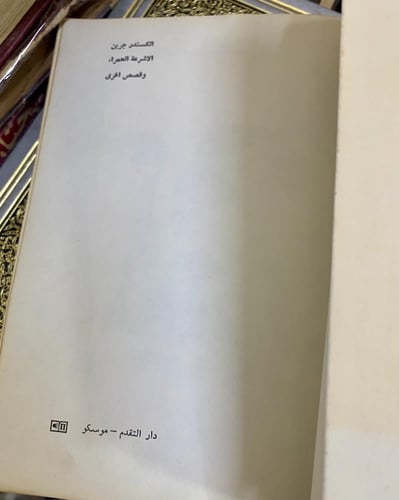 الكسندر جرين
الاشرعة الحمراء
وقصص اخرى
دار التقدم – موسكو